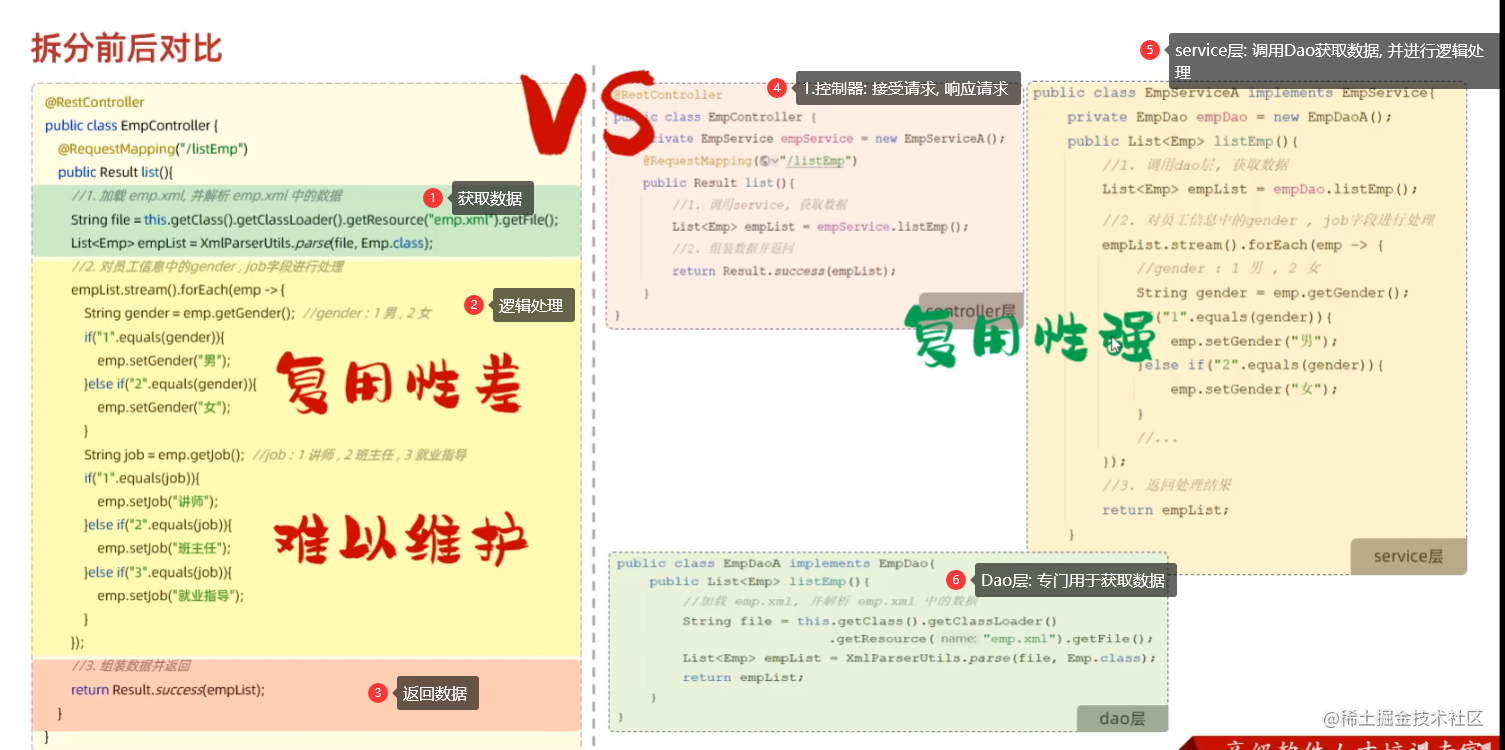 拆分前后对比
@RestController
public class EmpController {
@RequestMapping("/listEmp")
public Result list(){
//1. 加载 emp.xml, 并解析 emp.xml 中的数据
1 获取数据
String file = this.getClass().getClassLoader().getResource("emp.xml").getFile();
List<Emp> empList = XmlParserUtils.parse(file, Emp.class);
//2. 对员工信息中的gender , job字段进行处理
empList.stream().forEach(emp -> {
2 逻辑处理
String gender = emp.getGender(); //gender : 1 男 , 2 女
if("1".equals(gender)){
emp.setGender("男");
}else if("2".equals(gender)){
emp.setGender("女");
}
复用性差
String job = emp.getJob(); //job : 1 讲师 , 2 班主任 , 3 就业指导
if("1".equals(job)){
emp.setJob("讲师");
}else if("2".equals(job)){
emp.setJob("班主任");
}else if("3".equals(job)){
emp.setJob("就业指导");
}
难以维护
});
//3. 组装数据并返回
return Result.success(empList);
3 返回数据
}
}
VS
4 1.控制器: 接受请求, 响应请求
@RestController
public class EmpController {
private EmpService empService = new EmpServiceA();
@RequestMapping("/listEmp")
public Result list(){
//1. 调用service, 获取数据
List<Emp> empList = empService.listEmp();
//2. 组装数据并返回
return Result.success(empList);
}
}
controller层
复用性强
5 service层: 调用Dao获取数据, 并进行逻辑处
理
public class EmpServiceA implements EmpService{
private EmpDao empDao = new EmpDaoA();
public List<Emp> listEmp(){
//1. 调用dao层, 获取数据
List<Emp> empList = empDao.listEmp();
//2. 对员工信息中的gender , job字段进行处理
empList.stream().forEach(emp -> {
//gender : 1 男 , 2 女
String gender = emp.getGender();
("1".equals(gender)){
emp.setGender("男");
}else if("2".equals(gender)){
emp.setGender("女");
}
//...
});
//3. 返回处理结果
return empList;
}
service层
public class EmpDaoA implements EmpDao{
6 Dao层: 专门用于获取数据
public List<Emp> listEmp(){
//加载 emp.xml, 并解析 emp.xml 中的数据
String file = this.getClass().getClassLoader()
.getResource( name: "emp.xml").getFile();
List<Emp> empList = XmlParserUtils.parse(file, Emp.class);
return empList;
}
}
dao层
@稀土掘金技术社区
高级软件人才培训专家